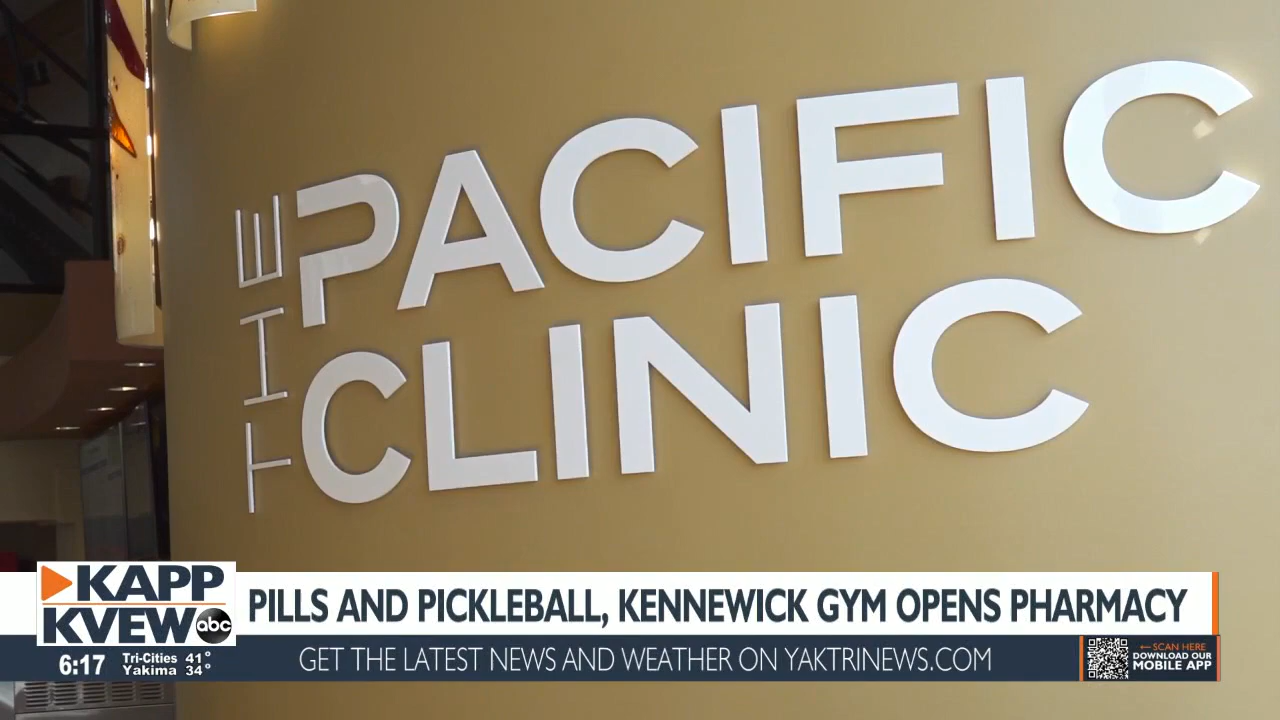 THE
PACIFIC
CLINIC
KAPP
KVEW abc
PILLS AND PICKLEBALL, KENNEWICK GYM OPENS PHARMACY
6:17 Tri-Cities 41°
Yakima 34°
GET THE LATEST NEWS AND WEATHER ON YAKTRINEWS.COM
←SCAN HERE
DOWNLOAD OUR
MOBILE APP